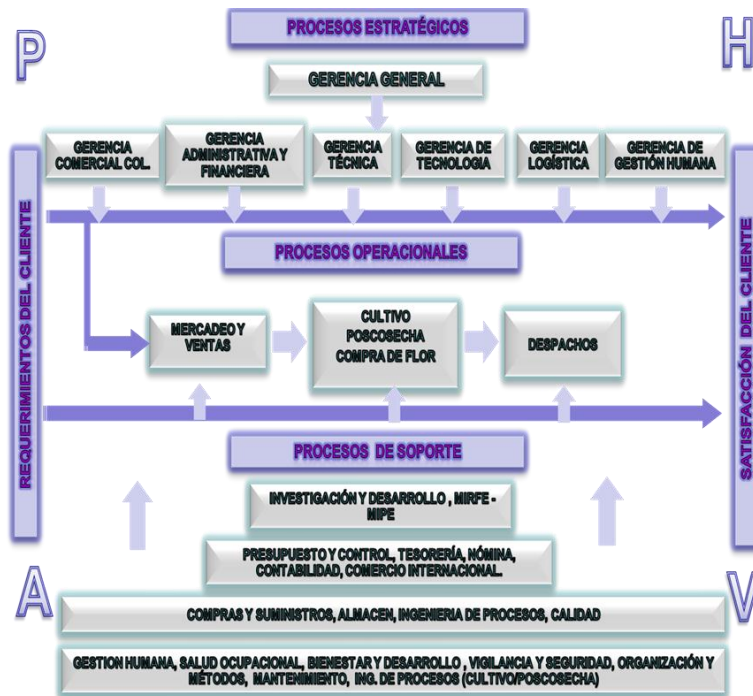 P
H
PROCESOS ESTRATÉGICOS
GERENCIA GENERAL
GERENCIA
COMERCIAL COL.
GERENCIA
ADMINISTRATIVA Y
FINANCIERA
GERENCIA
TÉCNICA
GERENCIA DE
TECNOLOGIA
GERENCIA
LOGÍSTICA
GERENCIA DE
GESTIÓN HUMANA
REQUERIMIENTOS DEL CLIENTE
SATISFACCIÓN DEL CLIENTE
PROCESOS OPERACIONALES
MERCADEO Y
VENTAS
CULTIVO
POSCOSECHA
COMPRA DE FLOR
DESPACHOS
PROCESOS DE SOPORTE
INVESTIGACIÓN Y DESARROLLO , MIRFE -
MIPE
PRESUPUESTO Y CONTROL, TESORERÍA, NÓMINA,
CONTABILIDAD, COMERCIO INTERNACIONAL.
A
V
COMPRAS Y SUMINISTROS, ALMACEN, INGENIERIA DE PROCESOS, CALIDAD
GESTION HUMANA, SALUD OCUPACIONAL, BIENESTAR Y DESARROLLO , VIGILANCIA Y SEGURIDAD, ORGANIZACIÓN Y
MÉTODOS, MANTENIMIENTO, ING. DE PROCESOS (CULTIVO/POSCOSECHA)